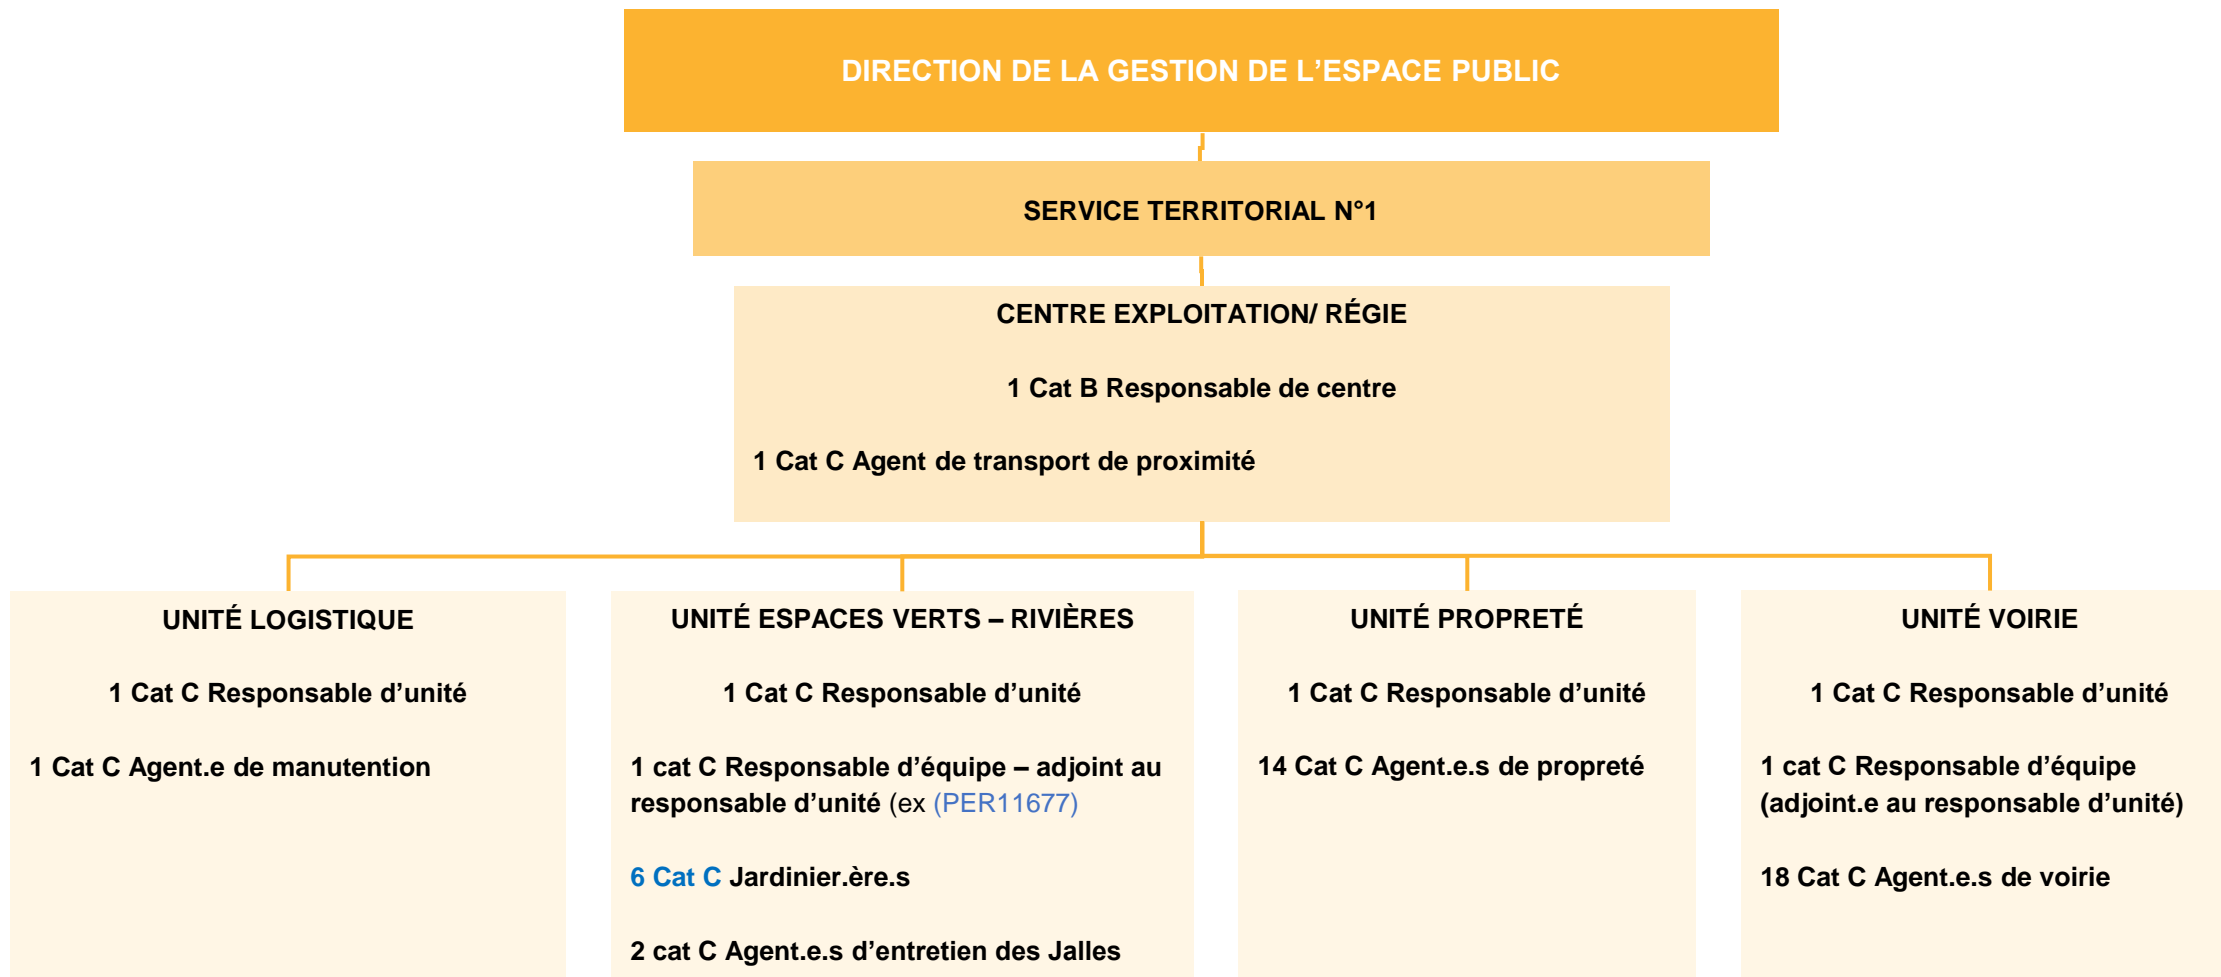 DIRECTION DE LA GESTION DE L’ESPACE PUBLIC
SERVICE TERRITORIAL N°1
CENTRE EXPLOITATION/ RÉGIE
1 Cat B Responsable de centre
1 Cat C Agent de transport de proximité
UNITÉ LOGISTIQUE
1 Cat C Responsable d’unité
1 Cat C Agent.e de manutention
UNITÉ ESPACES VERTS – RIVIÈRES
1 Cat C Responsable d’unité
1 cat C Responsable d’équipe – adjoint au
responsable d’unité (ex (PER11677)
6 Cat C Jardinier.ère.s
2 cat C Agent.e.s d’entretien des Jalles
UNITÉ PROPRETÉ
1 Cat C Responsable d’unité
14 Cat C Agent.e.s de propreté
UNITÉ VOIRIE
1 Cat C Responsable d’unité
1 cat C Responsable d’équipe
(adjoint.e au responsable d’unité)
18 Cat C Agent.e.s de voirie